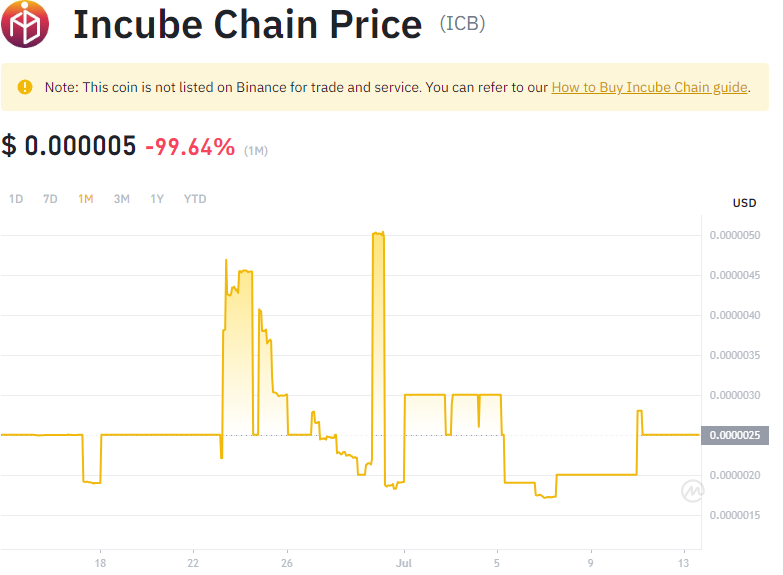 Incube Chain Price (ICB)
Note: This coin is not listed on Binance for trade and service. You can refer to our How to Buy Incube Chain guide.
$ 0.000005 -99.64% (1M)
1D 7D 1M 3M 1Y YTD
USD
0.0000050
0.0000045
0.0000040
0.0000035
0.0000030
0.0000025
0.0000020
0.0000015
18 22 26 Jul 5 9 13